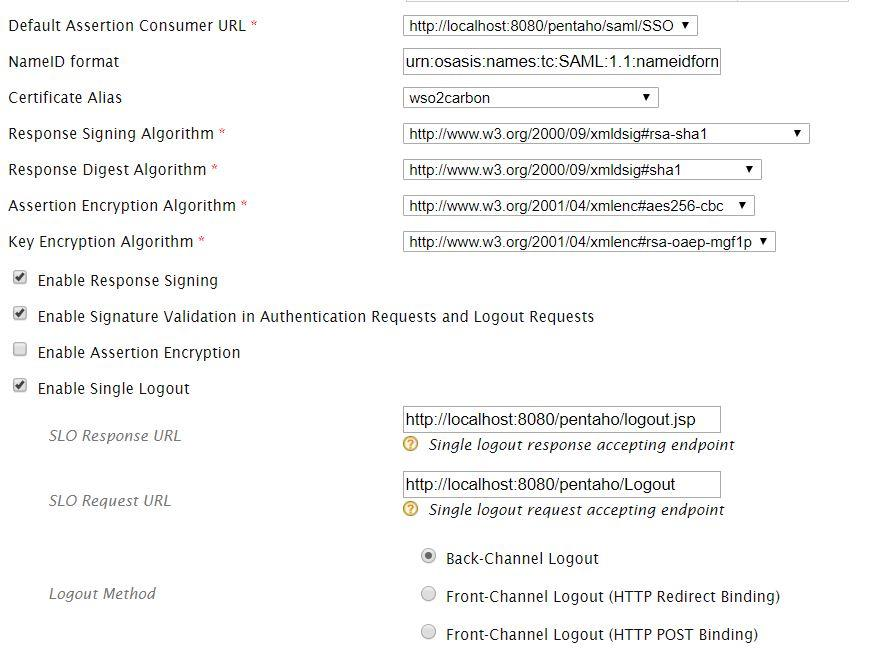 Default Assertion Consumer URL * http://localhost:8080/pentaho/saml/SSO
NameID format urn:osasis:names:tc:SAML:1.1:nameidforn
Certificate Alias wso2carbon
Response Signing Algorithm * http://www.w3.org/2000/09/xmldsig#rsa-sha1
Response Digest Algorithm * http://www.w3.org/2000/09/xmldsig#sha1
Assertion Encryption Algorithm * http://www.w3.org/2001/04/xmlenc#aes256-cbc
Key Encryption Algorithm * http://www.w3.org/2001/04/xmlenc#rsa-oaep-mgf1p
Enable Response Signing
Enable Signature Validation in Authentication Requests and Logout Requests
Enable Assertion Encryption
Enable Single Logout
SLO Response URL http://localhost:8080/pentaho/logout.jsp
? Single logout response accepting endpoint
SLO Request URL http://localhost:8080/pentaho/Logout
? Single logout request accepting endpoint
Logout Method
Back-Channel Logout
Front-Channel Logout (HTTP Redirect Binding)
Front-Channel Logout (HTTP POST Binding)